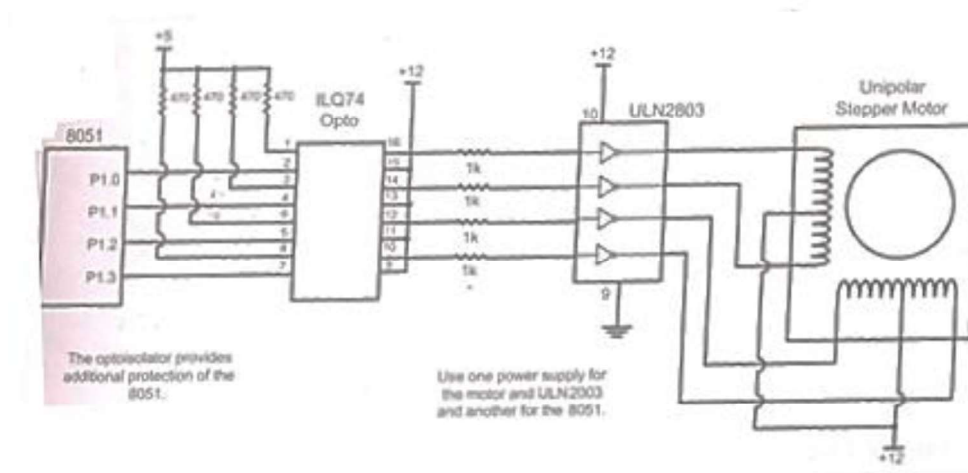 +5
470 470 470 470
ILQ74
Opto
+12
+12
ULN2803
Unipolar
Stepper Motor
8051
P1.0
P1.1
P1.2
P1.3
1
2
3
4
6
5
8
7
16
15
14
13
12
11
10
9
1k
1k
1k
1k
10
9
The optoisolator provides
additional protection of the
8051.
Use one power supply for
the motor and ULN2003
and another for the 8051.
+12